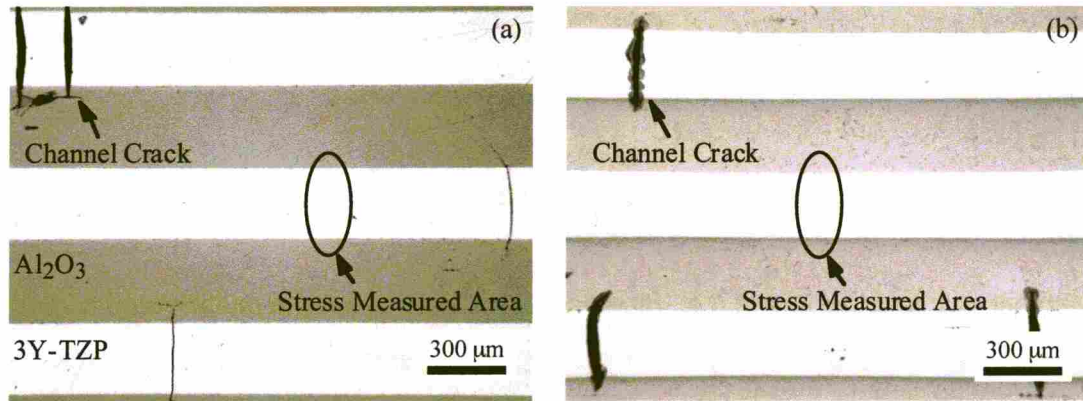 (a)
Channel Crack
Al₂O₃
Stress Measured Area
3Y-TZP
300 μm
(b)
Channel Crack
Stress Measured Area
300 μm